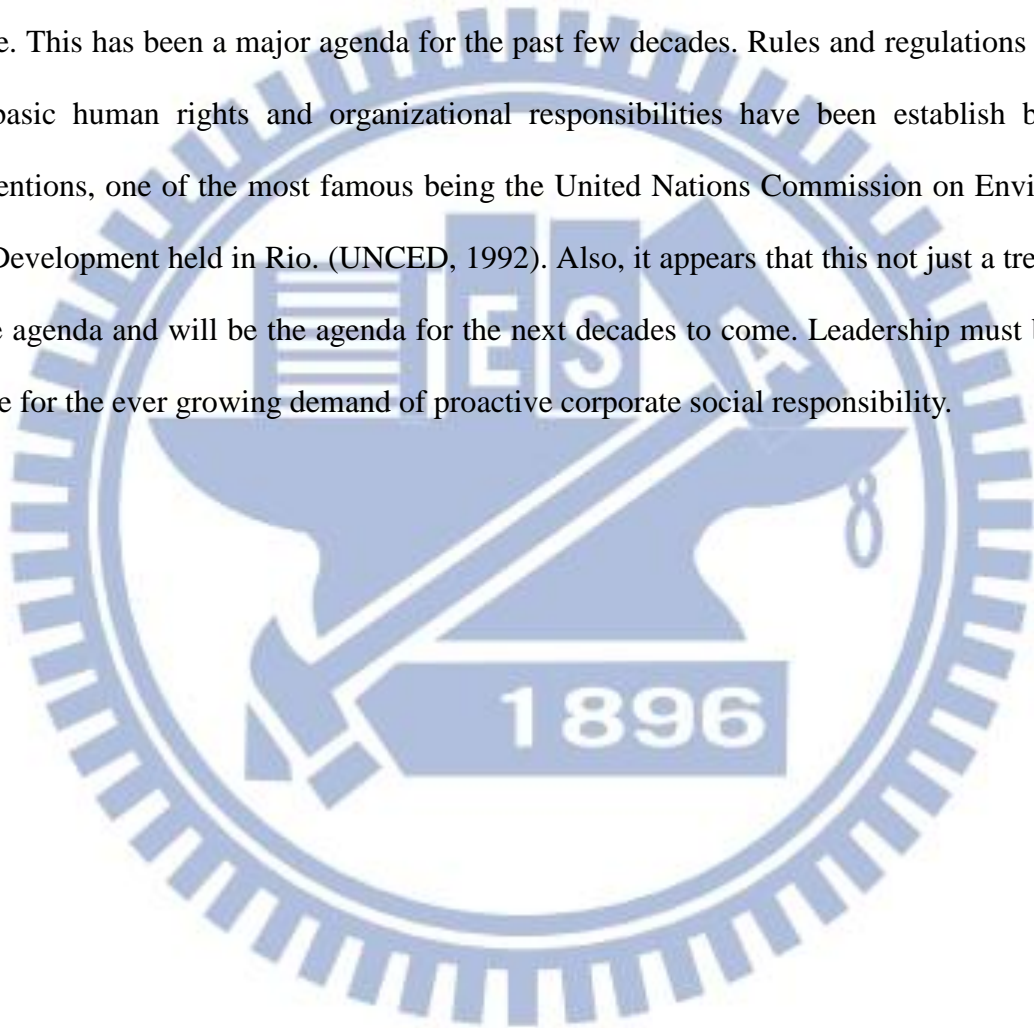 e. This has been a major agenda for the past few decades. Rules and regulations
basic human rights and organizational responsibilities have been establish b
entions, one of the most famous being the United Nations Commission on Envi
Development held in Rio. (UNCED, 1992). Also, it appears that this not just a tre
e agenda and will be the agenda for the next decades to come. Leadership must b
e for the ever growing demand of proactive corporate social responsibility.
E S A
1896